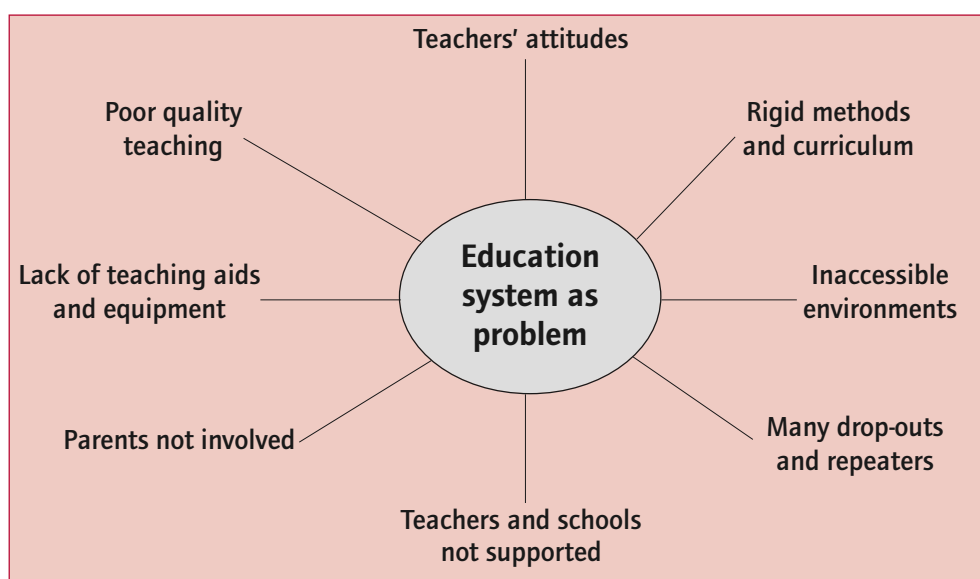 Teachers’ attitudes
Poor quality
teaching
Rigid methods
and curriculum
Education
system as
problem
Lack of teaching aids
and equipment
Inaccessible
environments
Parents not involved
Many drop-outs
and repeaters
Teachers and schools
not supported